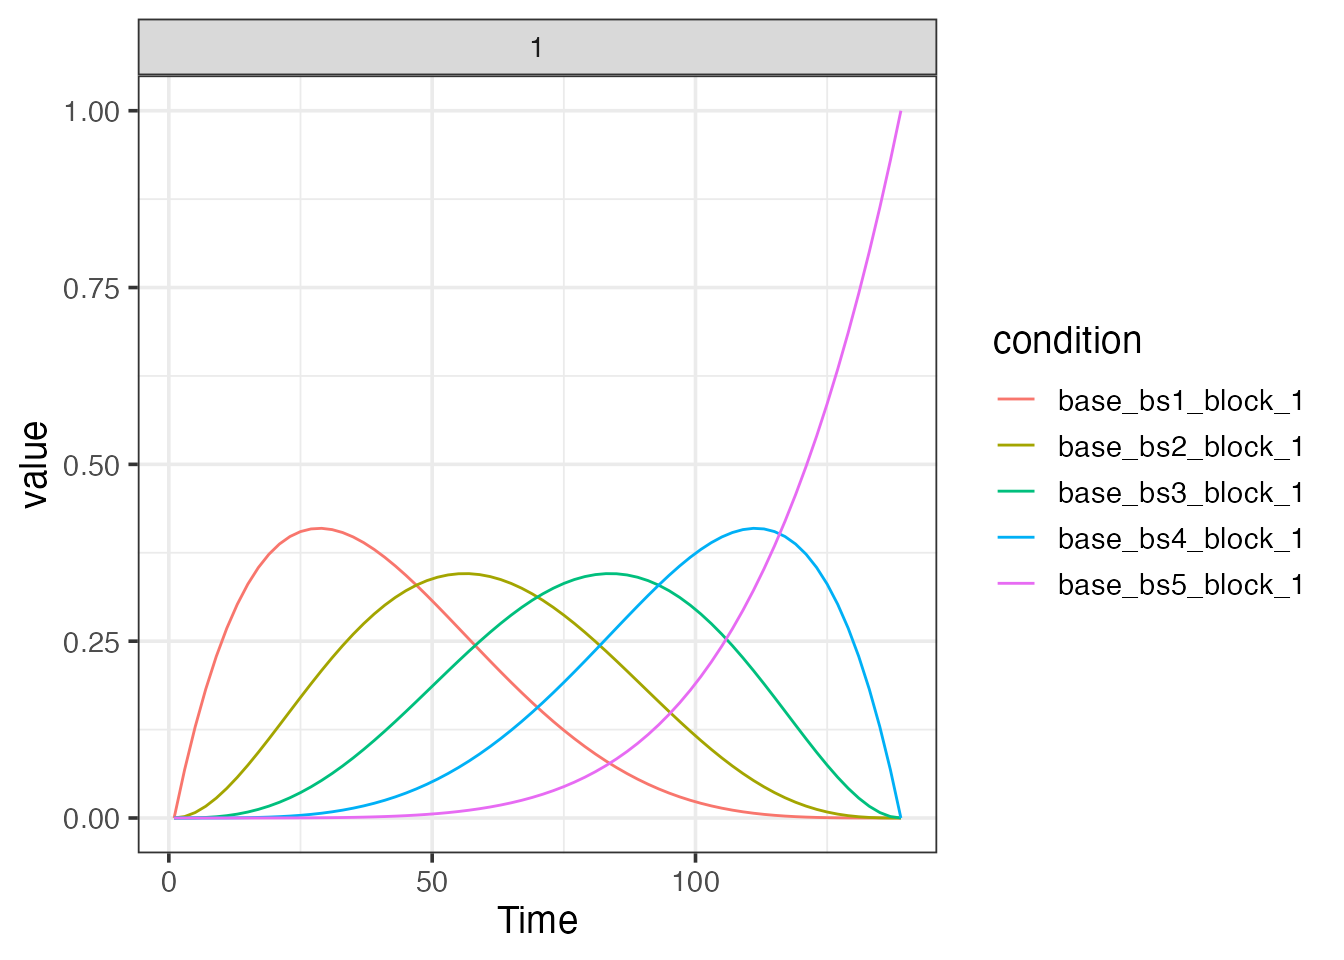 1
1.00
0.75
0.50
0.25
0.00
value
0 50 100
Time
condition
base_bs1_block_1
base_bs2_block_1
base_bs3_block_1
base_bs4_block_1
base_bs5_block_1